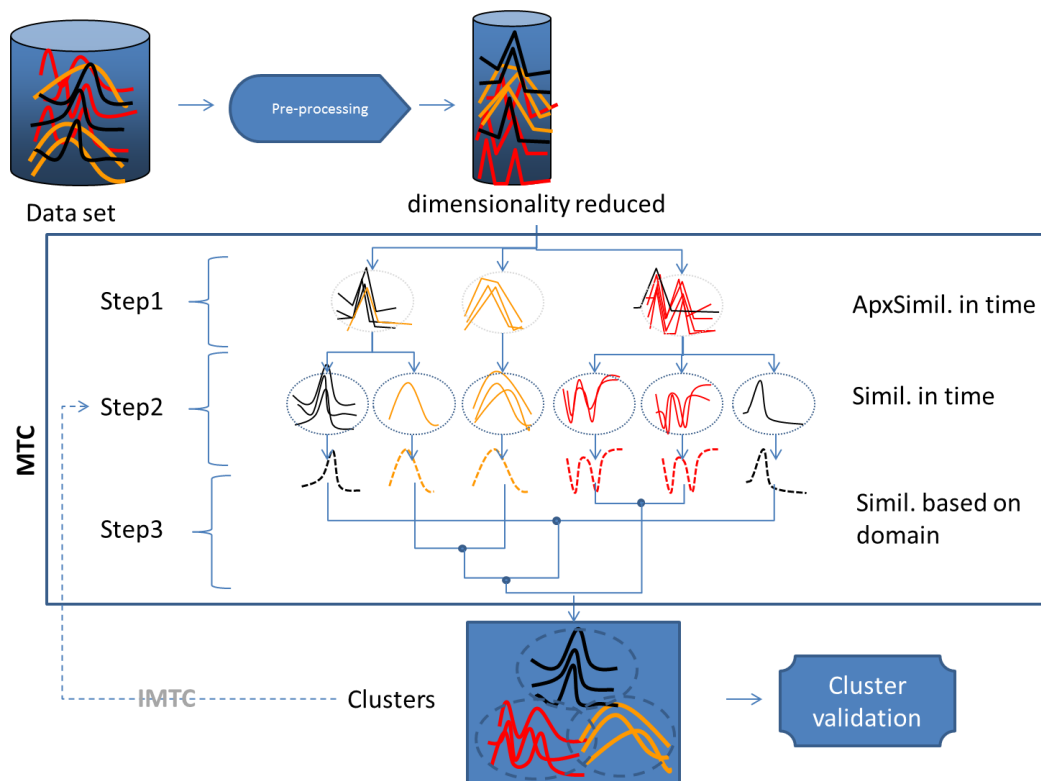 Pre-processing
Data set
dimensionality reduced
MTC
Step1
ApxSimil. in time
Step2
Simil. in time
Step3
Simil. based on
domain
IMTC
Clusters
Cluster
validation